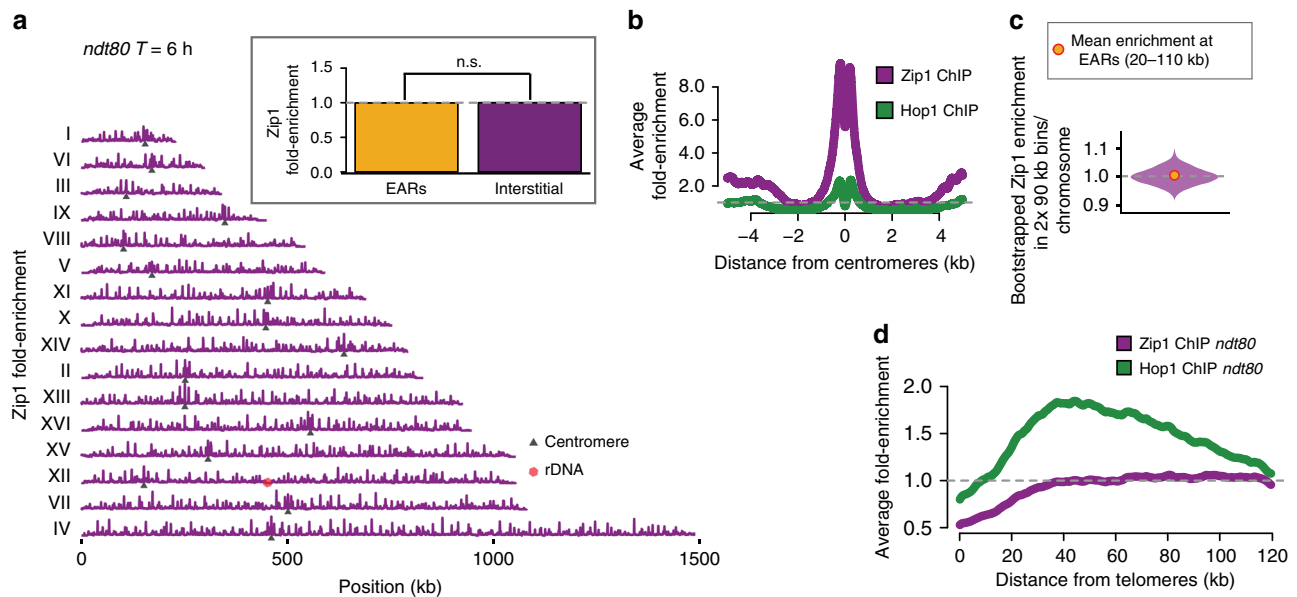 a
ndt80 T = 6 h
Zip1
fold-enrichment
1.5
1.0
0.5
0.0
n.s.
EARs
Interstitial
Zip1 fold-enrichment
I
VI
III
IX
VIII
V
XI
X
XIV
II
XIII
XVI
XV
XII
VII
IV
Centromere
rDNA
0
500
1000
1500
Position (kb)
b
Average
fold-enrichment
8.0
6.0
4.0
2.0
Zip1 ChIP
Hop1 ChIP
−4
−2
0
2
4
Distance from centromeres (kb)
c
Mean enrichment at
EARs (20–110 kb)
Bootstrapped Zip1 enrichment
in 2x 90 kb bins/
chromosome
1.1
1.0
0.9
d
Zip1 ChIP ndt80
Hop1 ChIP ndt80
Average fold-enrichment
2.0
1.5
1.0
0.5
0
20
40
60
80
100
120
Distance from telomeres (kb)